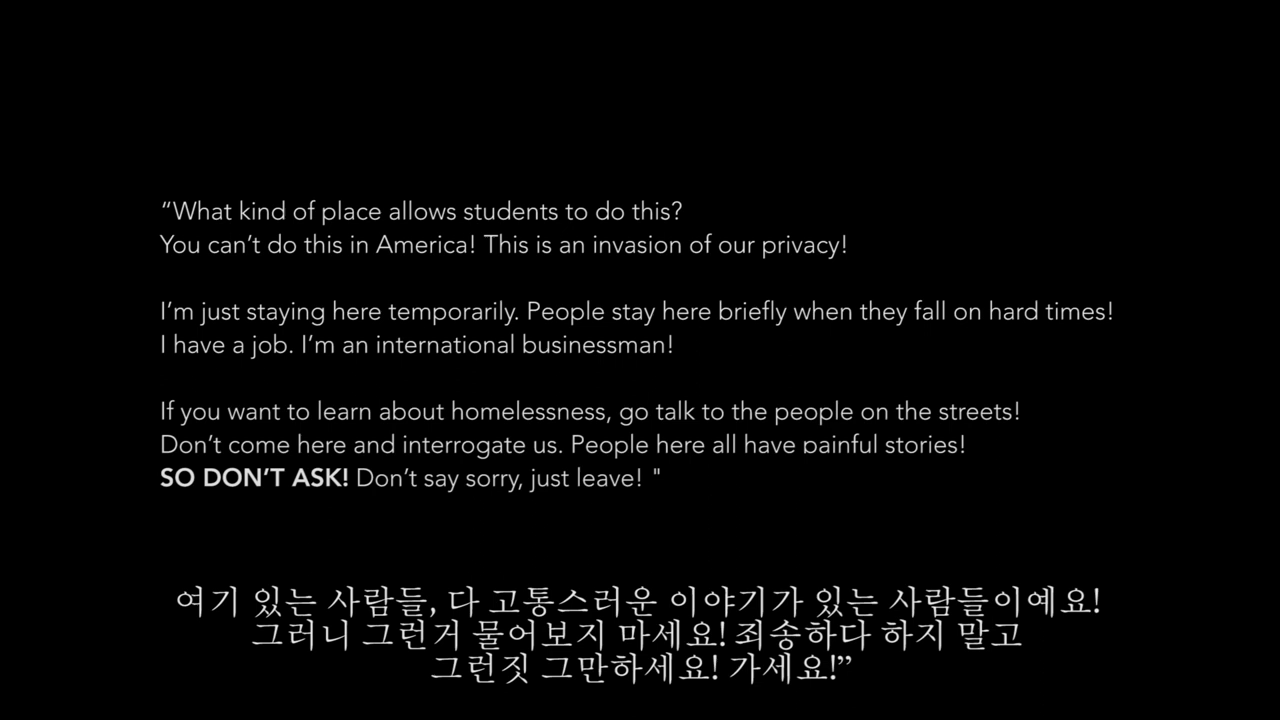 “What kind of place allows students to do this?
You can’t do this in America! This is an invasion of our privacy!
I’m just staying here temporarily. People stay here briefly when they fall on hard times!
I have a job. I’m an international businessman!
If you want to learn about homelessness, go talk to the people on the streets!
Don’t come here and interrogate us. People here all have painful stories!
SO DON’T ASK! Don’t say sorry, just leave! "
여기 있는 사람들, 다 고통스러운 이야기가 있는 사람들이예요!
그러니 그런거 물어보지 마세요! 죄송하다 하지 말고
그런짓 그만하세요! 가세요!”